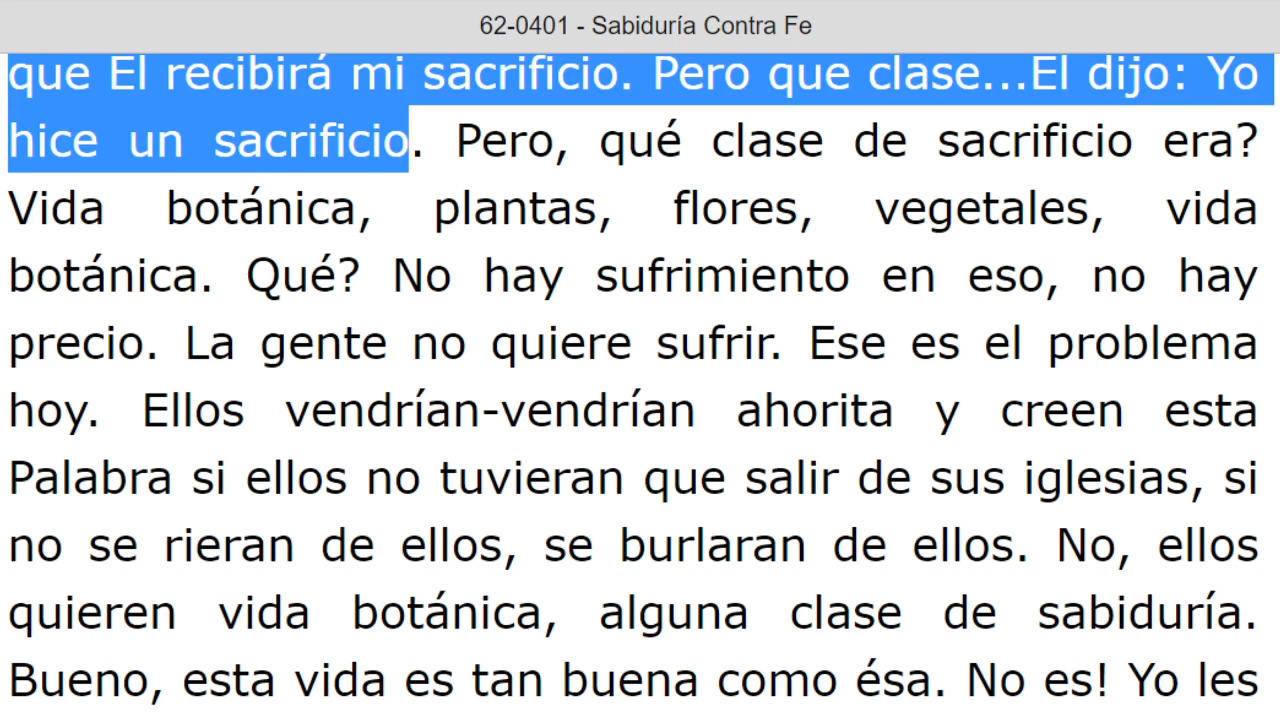 62-0401 - Sabiduría Contra Fe
que El recibirá mi sacrificio. Pero que clase...El dijo: Yo
hice un sacrificio. Pero, qué clase de sacrificio era?
Vida botánica, plantas, flores, vegetales, vida
botánica. Qué? No hay sufrimiento en eso, no hay
precio. La gente no quiere sufrir. Ese es el problema
hoy. Ellos vendrían-vendrían ahorita y creen esta
Palabra si ellos no tuvieran que salir de sus iglesias, si
no se rieran de ellos, se burlaran de ellos. No, ellos
quieren vida botánica, alguna clase de sabiduría.
Bueno, esta vida es tan buena como ésa. No es! Yo les